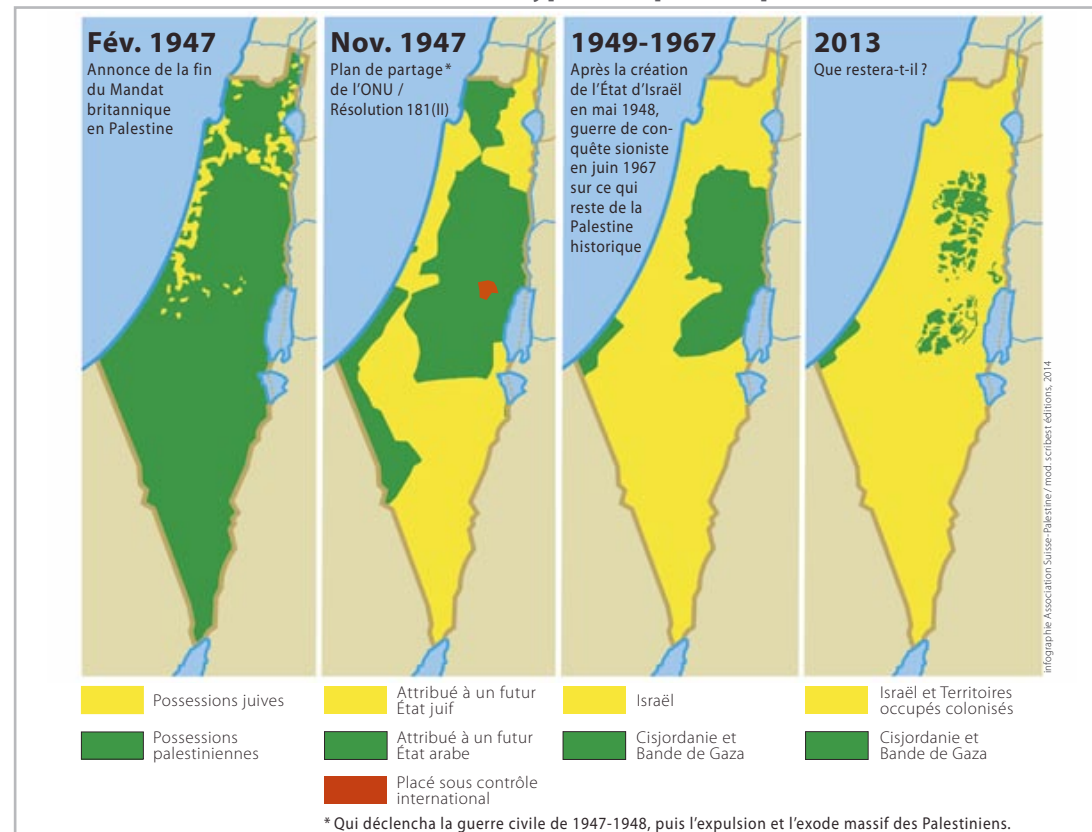 Fév. 1947
Annonce de la fin
du Mandat
britannique
en Palestine
Nov. 1947
Plan de partage*
de l'ONU /
Résolution 181(II)
1949-1967
Après la création
de l'État d'Israël
en mai 1948,
guerre de con-
quête sioniste
en juin 1967
sur ce qui
reste de la
Palestine
historique
2013
Que restera-t-il ?
infographie Association Suisse-Palestine / mod. scribest éditions, 2014
Possessions juives
Possessions
palestiniennes
Attribué à un futur
État juif
Attribué à un futur
État arabe
Placé sous contrôle
international
Israël
Cisjordanie et
Bande de Gaza
Israël et Territoires
occupés colonisés
Cisjordanie et
Bande de Gaza
* Qui déclencha la guerre civile de 1947-1948, puis l'expulsion et l'exode massif des Palestiniens.